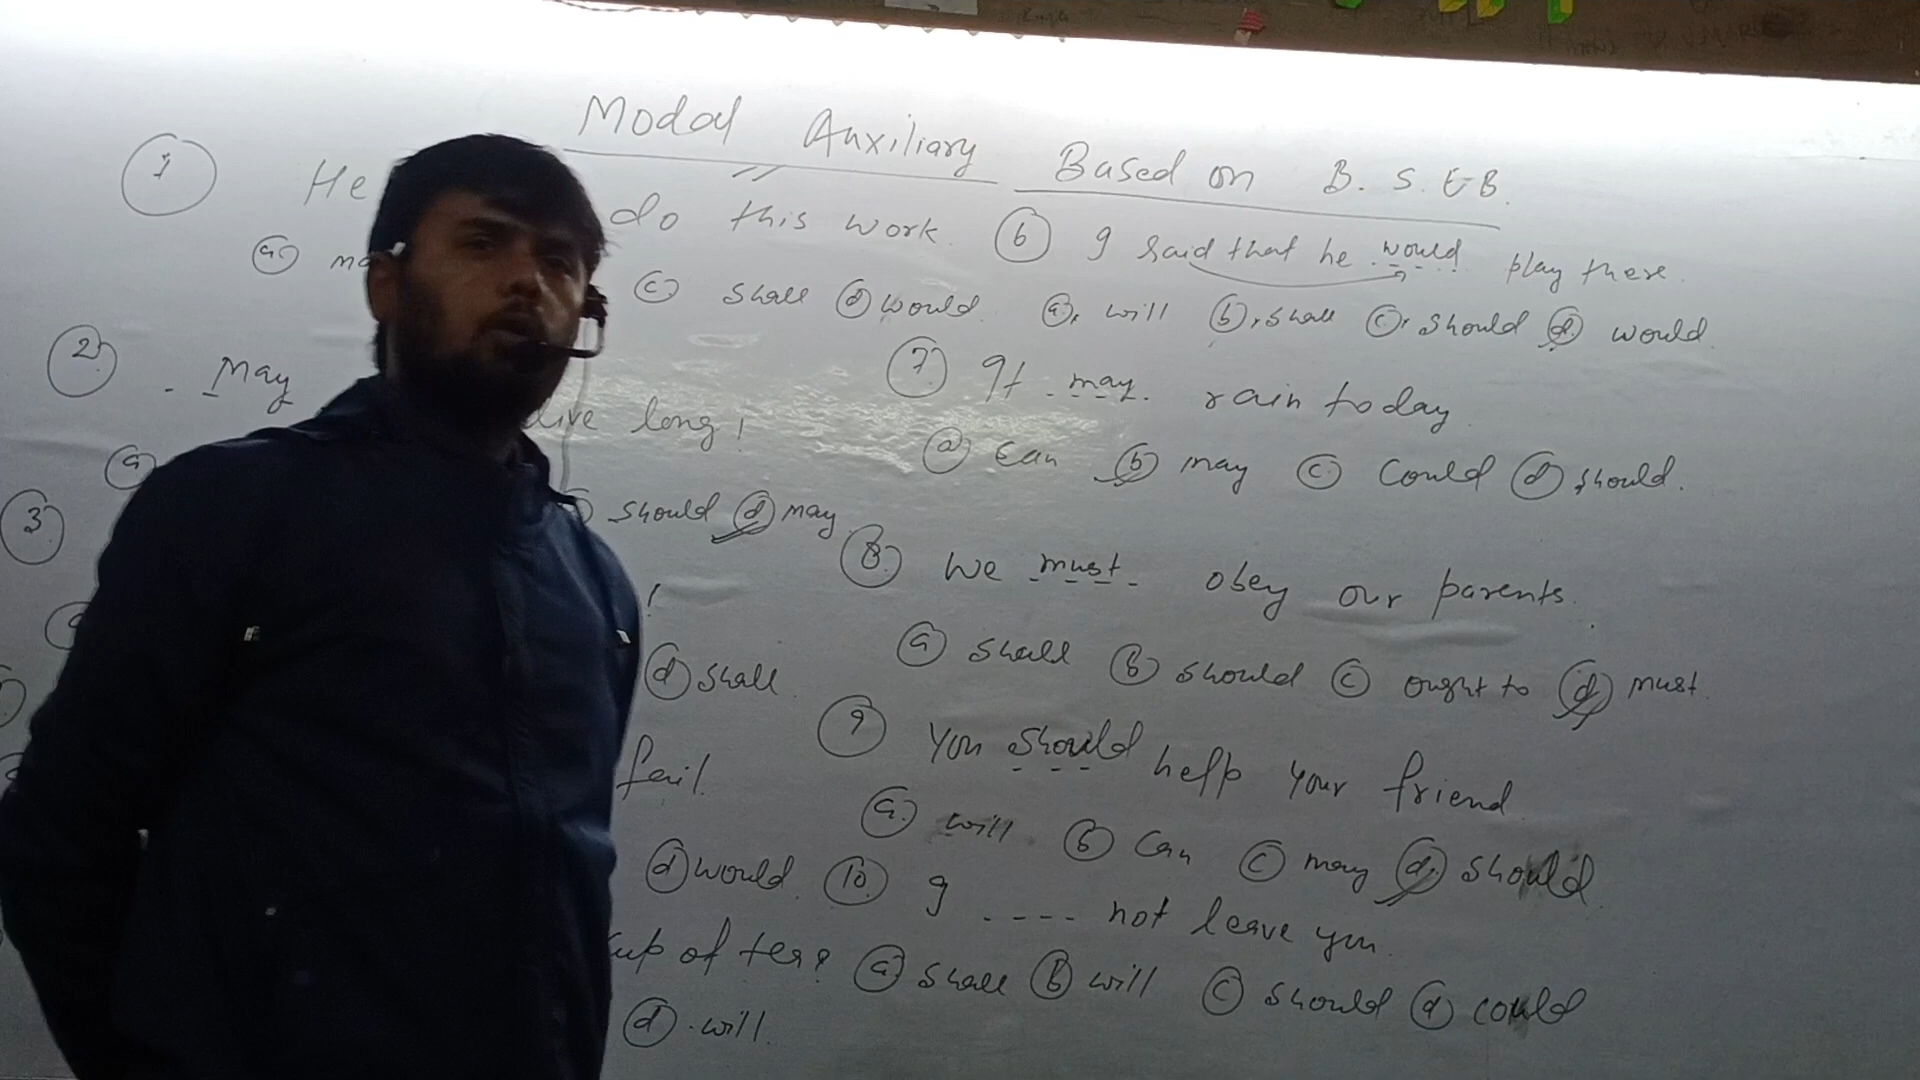 Modal Auxiliary Based on B. S. E B.
1 He do this work.
(a) (c) shall (d) would.
2. May live long!
(a) should (d) may
3 !
(d) shall.
fail.
(d) would.
cup of tea?
(d) will.
(6) I said that he would play there.
(a) will (b) shall (c) should (d) would.
(7) It may rain today.
(a) can (b) may (c) could (d) should.
(8) We must obey our parents.
(a) shall (b) should (c) ought to (d) must.
(9) You should help your friend
(a) will (b) can (c) may (d) should
(10) I ---- not leave you.
(a) shall (b) will (c) should (d) could